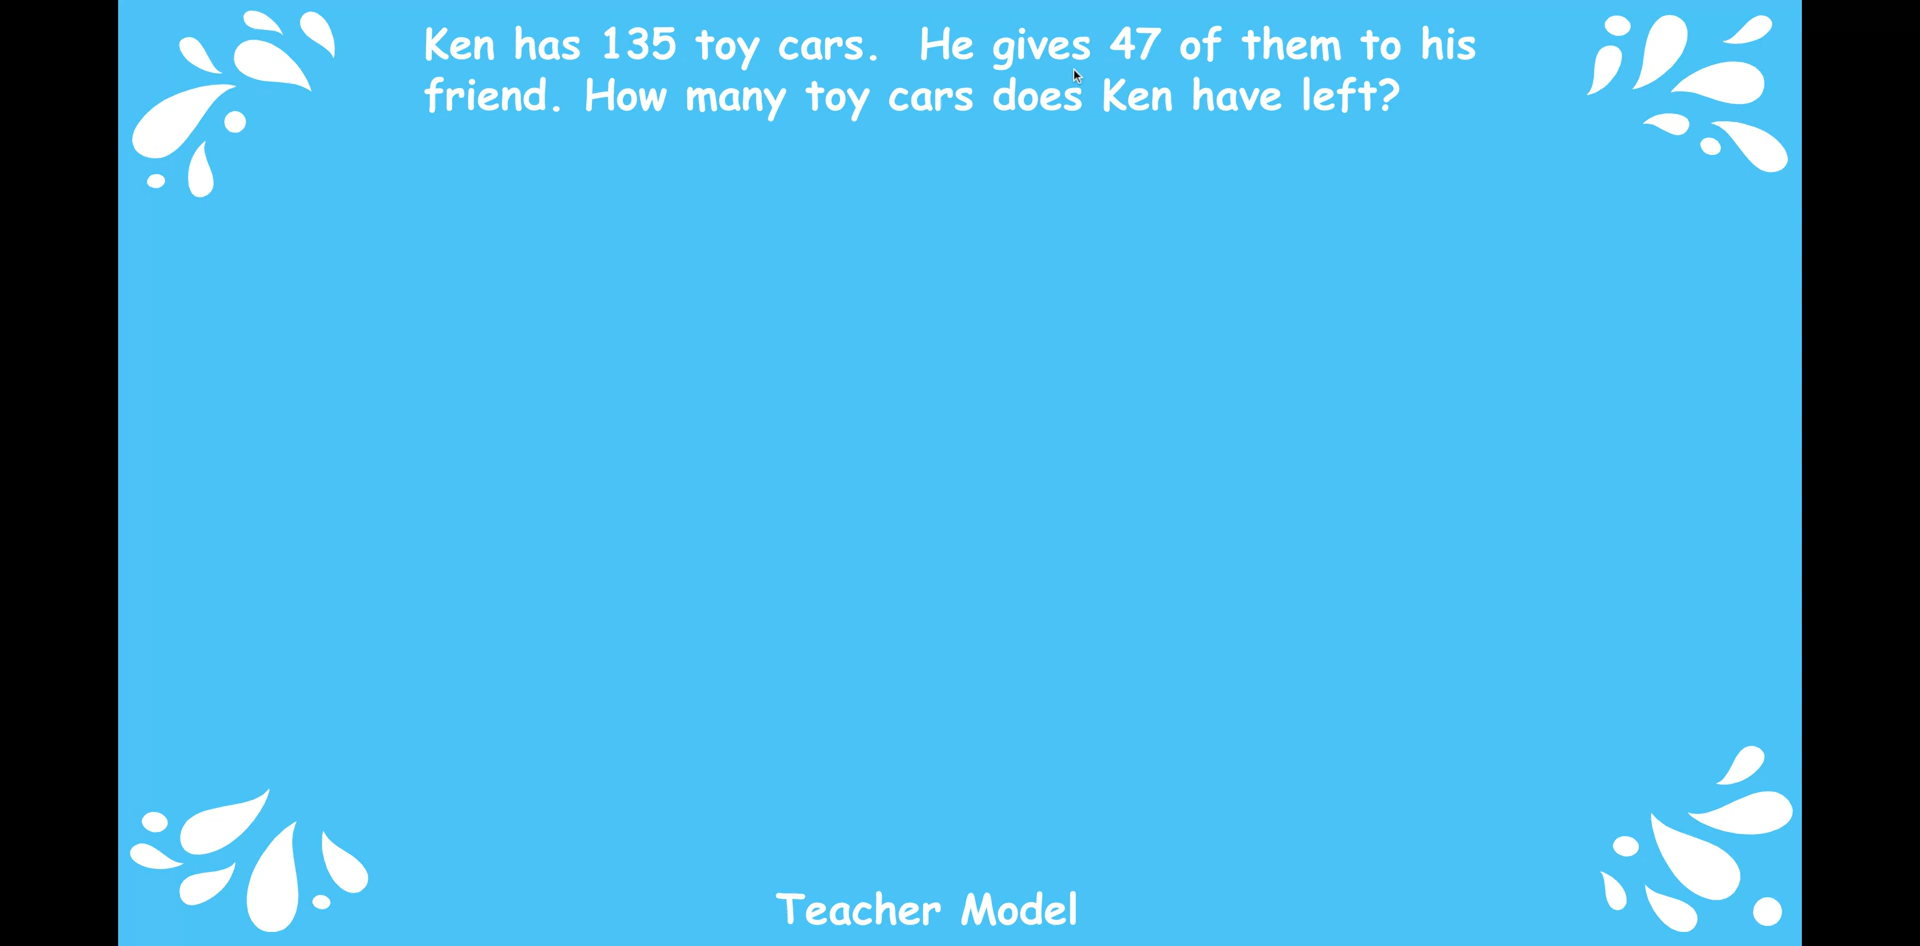 Ken has 135 toy cars.  He gives 47 of them to his
friend. How many toy cars does Ken have left?
Teacher Model